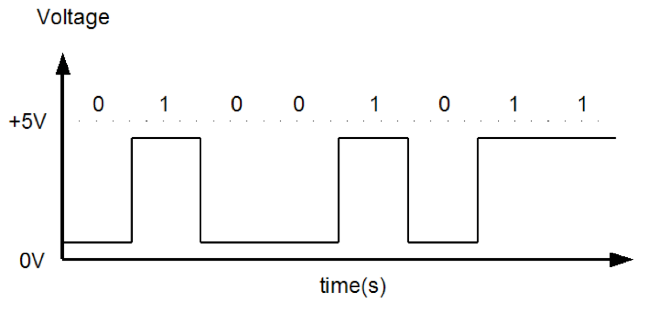 Voltage
0 1 0 0 1 0 1 1
+5V
0V
time(s)